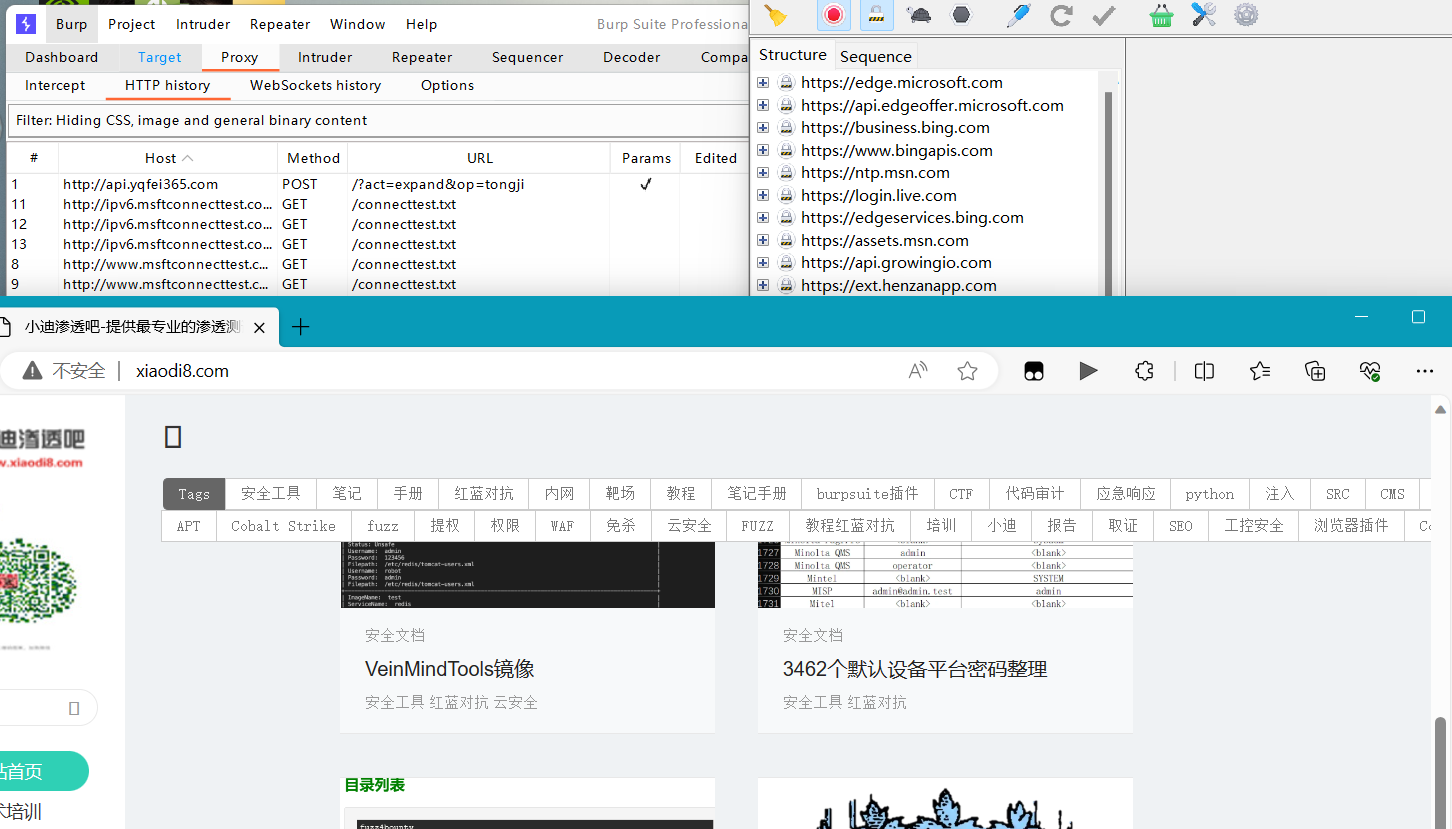 Burp Project Intruder Repeater Window Help Burp Suite Professiona
Dashboard Target Proxy Intruder Repeater Sequencer Decoder Compa
Intercept HTTP history WebSockets history Options
Filter: Hiding CSS, image and general binary content
# Host Method URL Params Edited
1 http://api.yqfei365.com POST /?act=expand&op=tongji ✓
11 http://ipv6.msftconnecttest.co... GET /connecttest.txt
12 http://ipv6.msftconnecttest.co... GET /connecttest.txt
13 http://ipv6.msftconnecttest.co... GET /connecttest.txt
8 http://www.msftconnecttest.c... GET /connecttest.txt
9 http://www.msftconnecttest.c... GET /connecttest.txt
Structure Sequence
https://edge.microsoft.com
https://api.edgeoffer.microsoft.com
https://business.bing.com
https://www.bingapis.com
https://ntp.msn.com
https://login.live.com
https://edgeservices.bing.com
https://assets.msn.com
https://api.growingio.com
https://ext.henzanapp.com
小迪渗透吧-提供最专业的渗透测
不安全 xiaodi8.com
迪渗透吧
w.xiaodi8.com
站首页
术培训
Tags 安全工具 笔记 手册 红蓝对抗 内网 靶场 教程 笔记手册 burpsuite插件 CTF 代码审计 应急响应 python 注入 SRC CMS
APT Cobalt Strike fuzz 提权 权限 WAF 免杀 云安全 FUZZ 教程红蓝对抗 培训 小迪 报告 取证 SEO 工控安全 浏览器插件 Co
Status: Unsafe
Username: admin
Password: 123456
Filepath: /etc/redis/tomcat-users.xml
Username: robot
Password: admin
Filepath: /etc/redis/tomcat-users.xml
ImageName: test
ServiceName: redis
安全文档
VeinMindTools镜像
安全工具 红蓝对抗 云安全
1727 Minolta QMS admin <blank>
1728 Minolta QMS operator <blank>
1729 Mintel <blank> SYSTEM
1730 MISP admin@admin.test admin
1731 Mitel <blank> <blank>
安全文档
3462个默认设备平台密码整理
安全工具 红蓝对抗
目录列表
fuzz4bounty